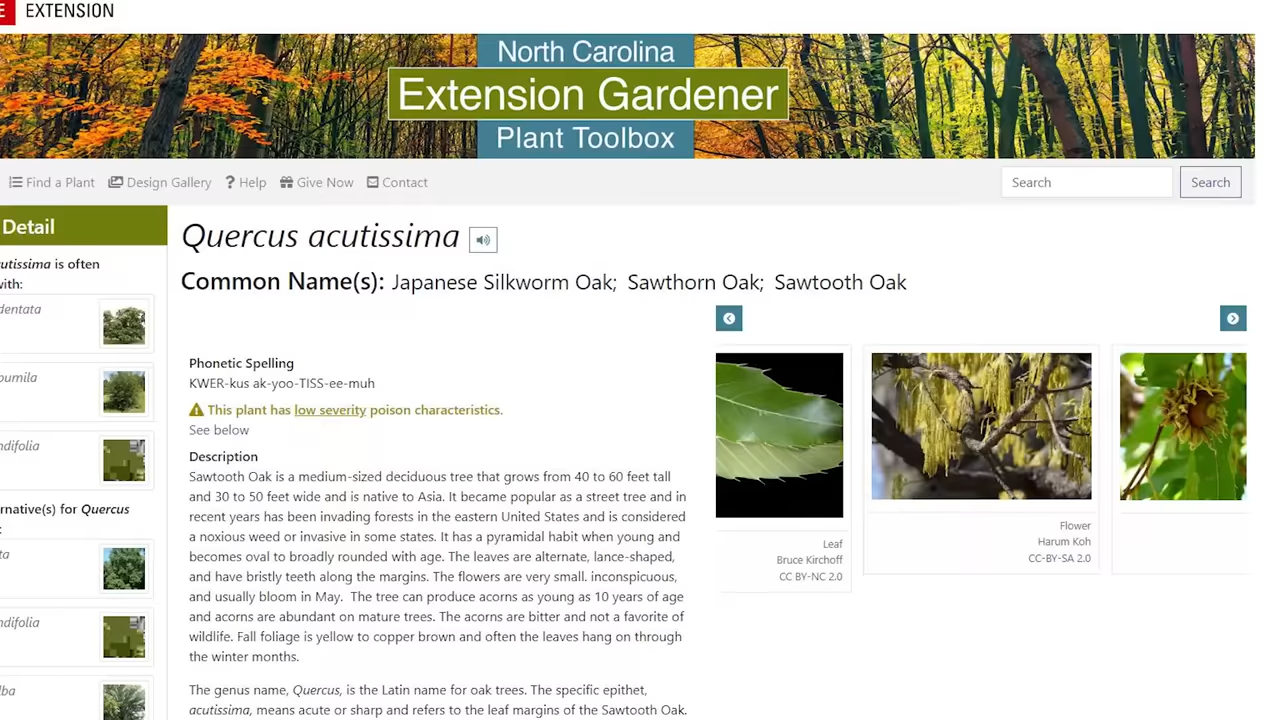 E EXTENSION
North Carolina
Extension Gardener
Plant Toolbox
Find a Plant Design Gallery ? Help Give Now Contact Search Search
Detail
utissima is often
with:
dentata
pumila
ndifolia
rnative(s) for Quercus
:
ta
ndifolia
lba
Quercus acutissima
Common Name(s): Japanese Silkworm Oak; Sawthorn Oak; Sawtooth Oak
Phonetic Spelling
KWER-kus ak-yoo-TISS-ee-muh
This plant has low severity poison characteristics.
See below
Description
Sawtooth Oak is a medium-sized deciduous tree that grows from 40 to 60 feet tall
and 30 to 50 feet wide and is native to Asia. It became popular as a street tree and in
recent years has been invading forests in the eastern United States and is considered
a noxious weed or invasive in some states. It has a pyramidal habit when young and
becomes oval to broadly rounded with age. The leaves are alternate, lance-shaped,
and have bristly teeth along the margins. The flowers are very small. inconspicuous,
and usually bloom in May. The tree can produce acorns as young as 10 years of age
and acorns are abundant on mature trees. The acorns are bitter and not a favorite of
wildlife. Fall foliage is yellow to copper brown and often the leaves hang on through
the winter months.
The genus name, Quercus, is the Latin name for oak trees. The specific epithet,
acutissima, means acute or sharp and refers to the leaf margins of the Sawtooth Oak.
Leaf
Bruce Kirchoff
CC BY-NC 2.0
Flower
Harum Koh
CC-BY-SA 2.0